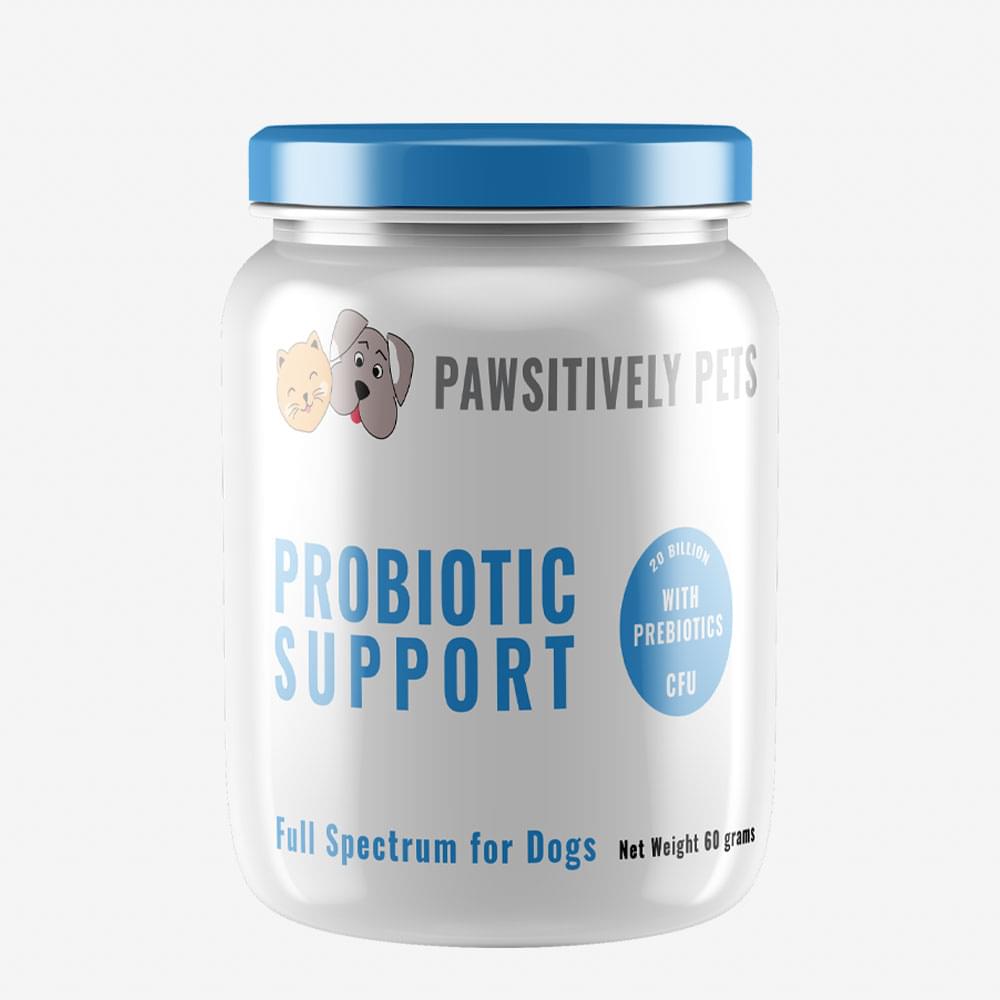 PAWSITIVELY PETS
PROBIOTIC
SUPPORT
20 BILLION
WITH
PREBIOTICS
CFU
Full Spectrum for Dogs
Net Weight 60 grams